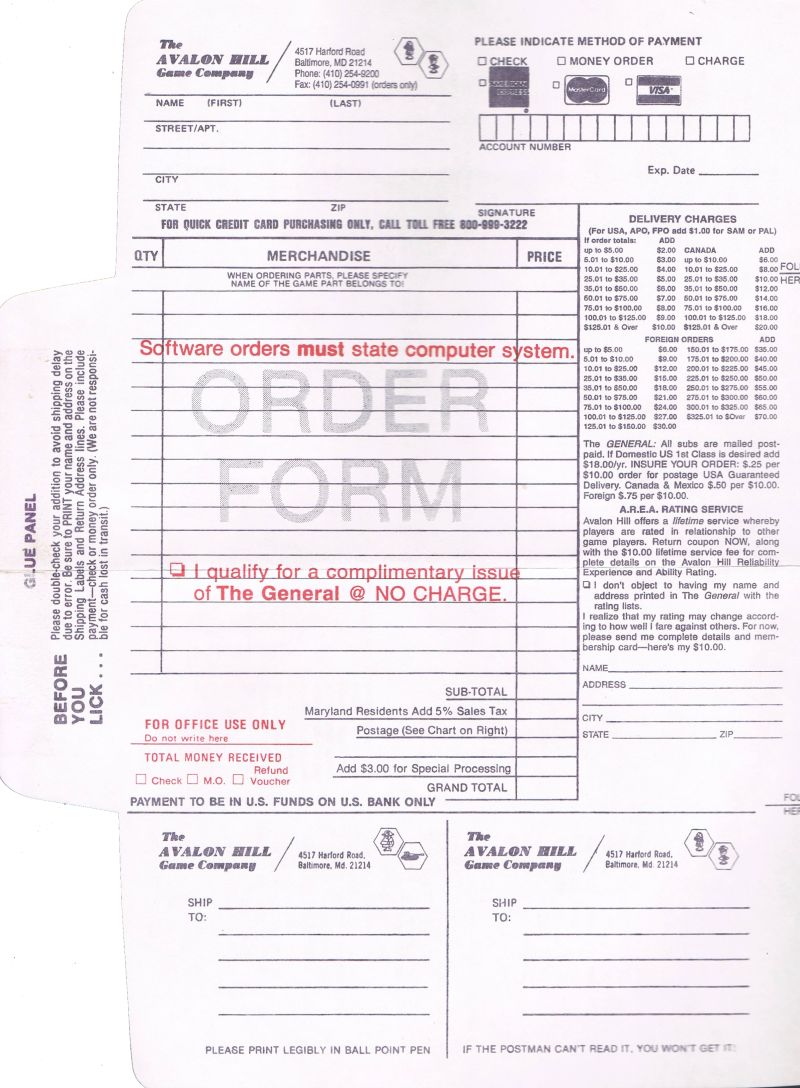 The
AVALON HILL
Game Company
4517 Harford Road
Baltimore, MD 21214
Phone: (410) 254-9200
Fax: (410) 254-0991 (orders only)
NAME (FIRST) (LAST)
STREET/APT.
CITY
STATE ZIP
PLEASE INDICATE METHOD OF PAYMENT
☐ CHECK ☐ MONEY ORDER ☐ CHARGE
☐ AMERICAN EXPRESS ☐ MasterCard ☐ VISA
ACCOUNT NUMBER
Exp. Date
SIGNATURE
FOR QUICK CREDIT CARD PURCHASING ONLY, CALL TOLL FREE 800-999-3222
QTY MERCHANDISE PRICE
WHEN ORDERING PARTS, PLEASE SPECIFY
NAME OF THE GAME PART BELONGS TO!
Software orders must state computer system.
ORDER
FORM
❏ I qualify for a complimentary issue
of The General @ NO CHARGE.
SUB-TOTAL
Maryland Residents Add 5% Sales Tax
Postage (See Chart on Right)
Add $3.00 for Special Processing
GRAND TOTAL
FOR OFFICE USE ONLY
Do not write here
TOTAL MONEY RECEIVED
Refund
☐ Check ☐ M.O. ☐ Voucher
PAYMENT TO BE IN U.S. FUNDS ON U.S. BANK ONLY
DELIVERY CHARGES
(For USA, APO, FPO add $1.00 for SAM or PAL)
If order totals: ADD
up to $5.00 $2.00 CANADA ADD
5.01 to $10.00 $3.00 up to $10.00 $6.00
10.01 to $25.00 $4.00 10.01 to $25.00 $8.00
25.01 to $35.00 $5.00 25.01 to $35.00 $10.00
35.01 to $50.00 $6.00 35.01 to $50.00 $12.00
50.01 to $75.00 $7.00 50.01 to $75.00 $14.00
75.01 to $100.00 $8.00 75.01 to $100.00 $16.00
100.01 to $125.00 $9.00 100.01 to $125.00 $18.00
$125.01 & Over $10.00 $125.01 & Over $20.00
FOREIGN ORDERS ADD
up to $5.00 $6.00 150.01 to $175.00 $35.00
5.01 to $10.00 $9.00 175.01 to $200.00 $40.00
10.01 to $25.00 $12.00 200.01 to $225.00 $45.00
25.01 to $35.00 $15.00 225.01 to $250.00 $50.00
35.01 to $50.00 $18.00 250.01 to $275.00 $55.00
50.01 to $75.00 $21.00 275.01 to $300.00 $60.00
75.01 to $100.00 $24.00 300.01 to $325.00 $65.00
100.01 to $125.00 $27.00 $325.01 to $Over $70.00
125.01 to $150.00 $30.00
The GENERAL: All subs are mailed post-
paid. If Domestic US 1st Class is desired add
$18.00/yr. INSURE YOUR ORDER: $.25 per
$10.00 order for postage USA Guaranteed
Delivery. Canada & Mexico $.50 per $10.00.
Foreign $.75 per $10.00.
A.R.E.A. RATING SERVICE
Avalon Hill offers a lifetime service whereby
players are rated in relationship to other
game players. Return coupon NOW, along
with the $10.00 lifetime service fee for com-
plete details on the Avalon Hill Reliability
Experience and Ability Rating.
❏ I don't object to having my name and
address printed in The General with the
rating lists.
I realize that my rating may change accord-
ing to how well I fare against others. For now,
please send me complete details and mem-
bership card—here's my $10.00.
NAME
ADDRESS
CITY
STATE ZIP
FOL
HER
FOL
HER
GLUE PANEL
BEFORE
YOU
LICK . . .
Please double-check your addition to avoid shipping delay
due to error. Be sure to PRINT your name and address on the
Shipping Labels and Return Address lines. Please include
payment—check or money order only. (We are not responsi-
ble for cash lost in transit.)
The
AVALON HILL
Game Company
4517 Harford Road,
Baltimore, Md. 21214
SHIP
TO:
PLEASE PRINT LEGIBLY IN BALL POINT PEN
The
AVALON HILL
Game Company
4517 Harford Road,
Baltimore, Md 21214
SHIP
TO:
IF THE POSTMAN CAN'T READ IT, YOU WON'T GET IT!